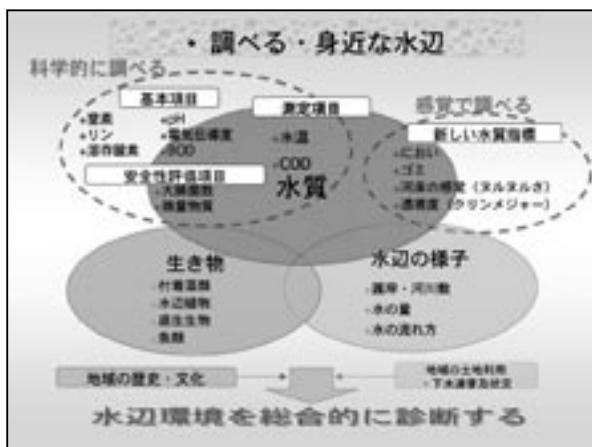 ・調べる・身近な水辺
科学的に調べる
基本項目
窒素
リン
溶存酸素
pH
電気伝導度
BOD
測定項目
水温
COD
水質
安全性評価項目
大腸菌数
微量物質
感覚で調べる
新しい水質指標
におい
ゴミ
河床の感覚(ヌルヌルさ)
透視度(クリンメジャー)
生き物
付着藻類
水辺植物
底生生物
魚類
水辺の様子
護岸・河川敷
水の量
水の流れ方
地域の歴史・文化
地域の土地利用
・下水道普及状況
水辺環境を総合的に診断する